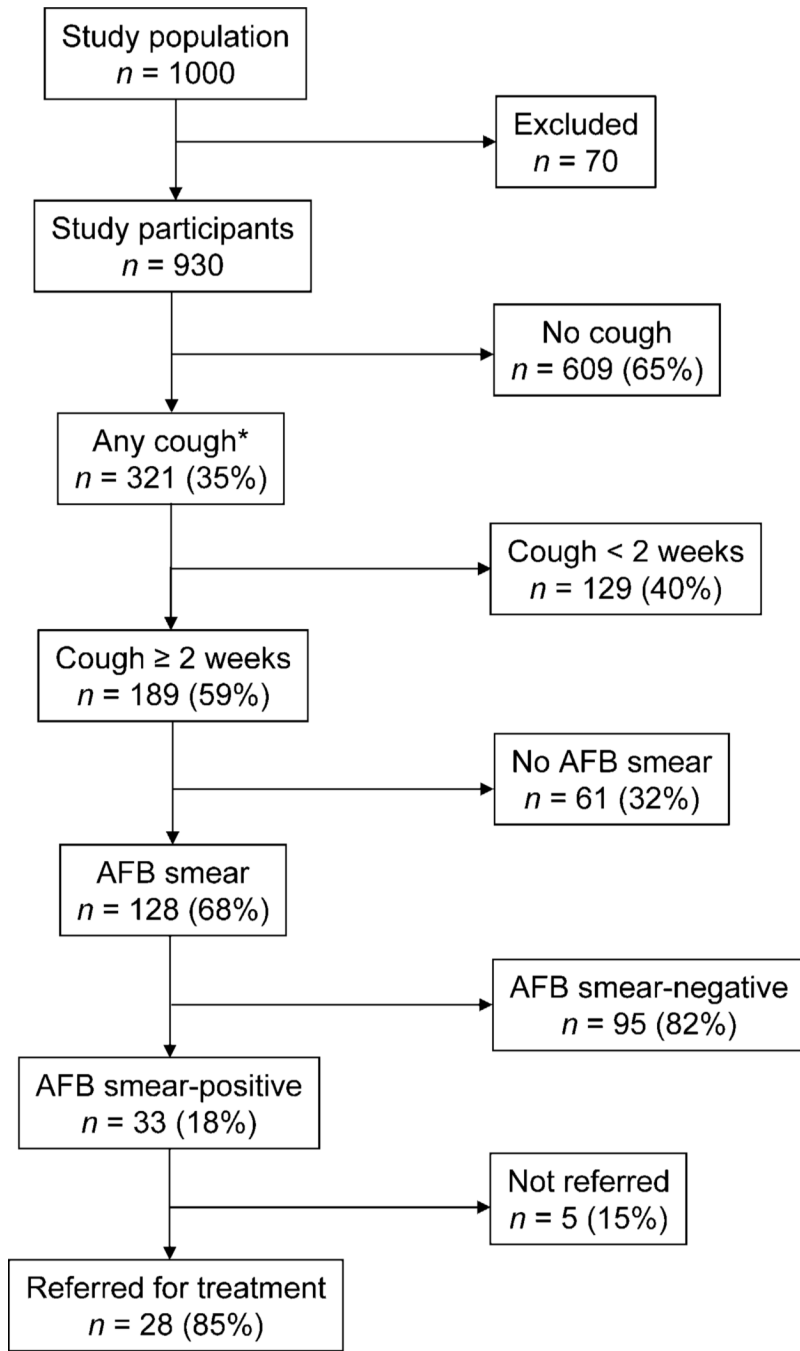 Study population
n = 1000
Excluded
n = 70
Study participants
n = 930
No cough
n = 609 (65%)
Any cough*
n = 321 (35%)
Cough < 2 weeks
n = 129 (40%)
Cough ≥ 2 weeks
n = 189 (59%)
No AFB smear
n = 61 (32%)
AFB smear
n = 128 (68%)
AFB smear-negative
n = 95 (82%)
AFB smear-positive
n = 33 (18%)
Not referred
n = 5 (15%)
Referred for treatment
n = 28 (85%)